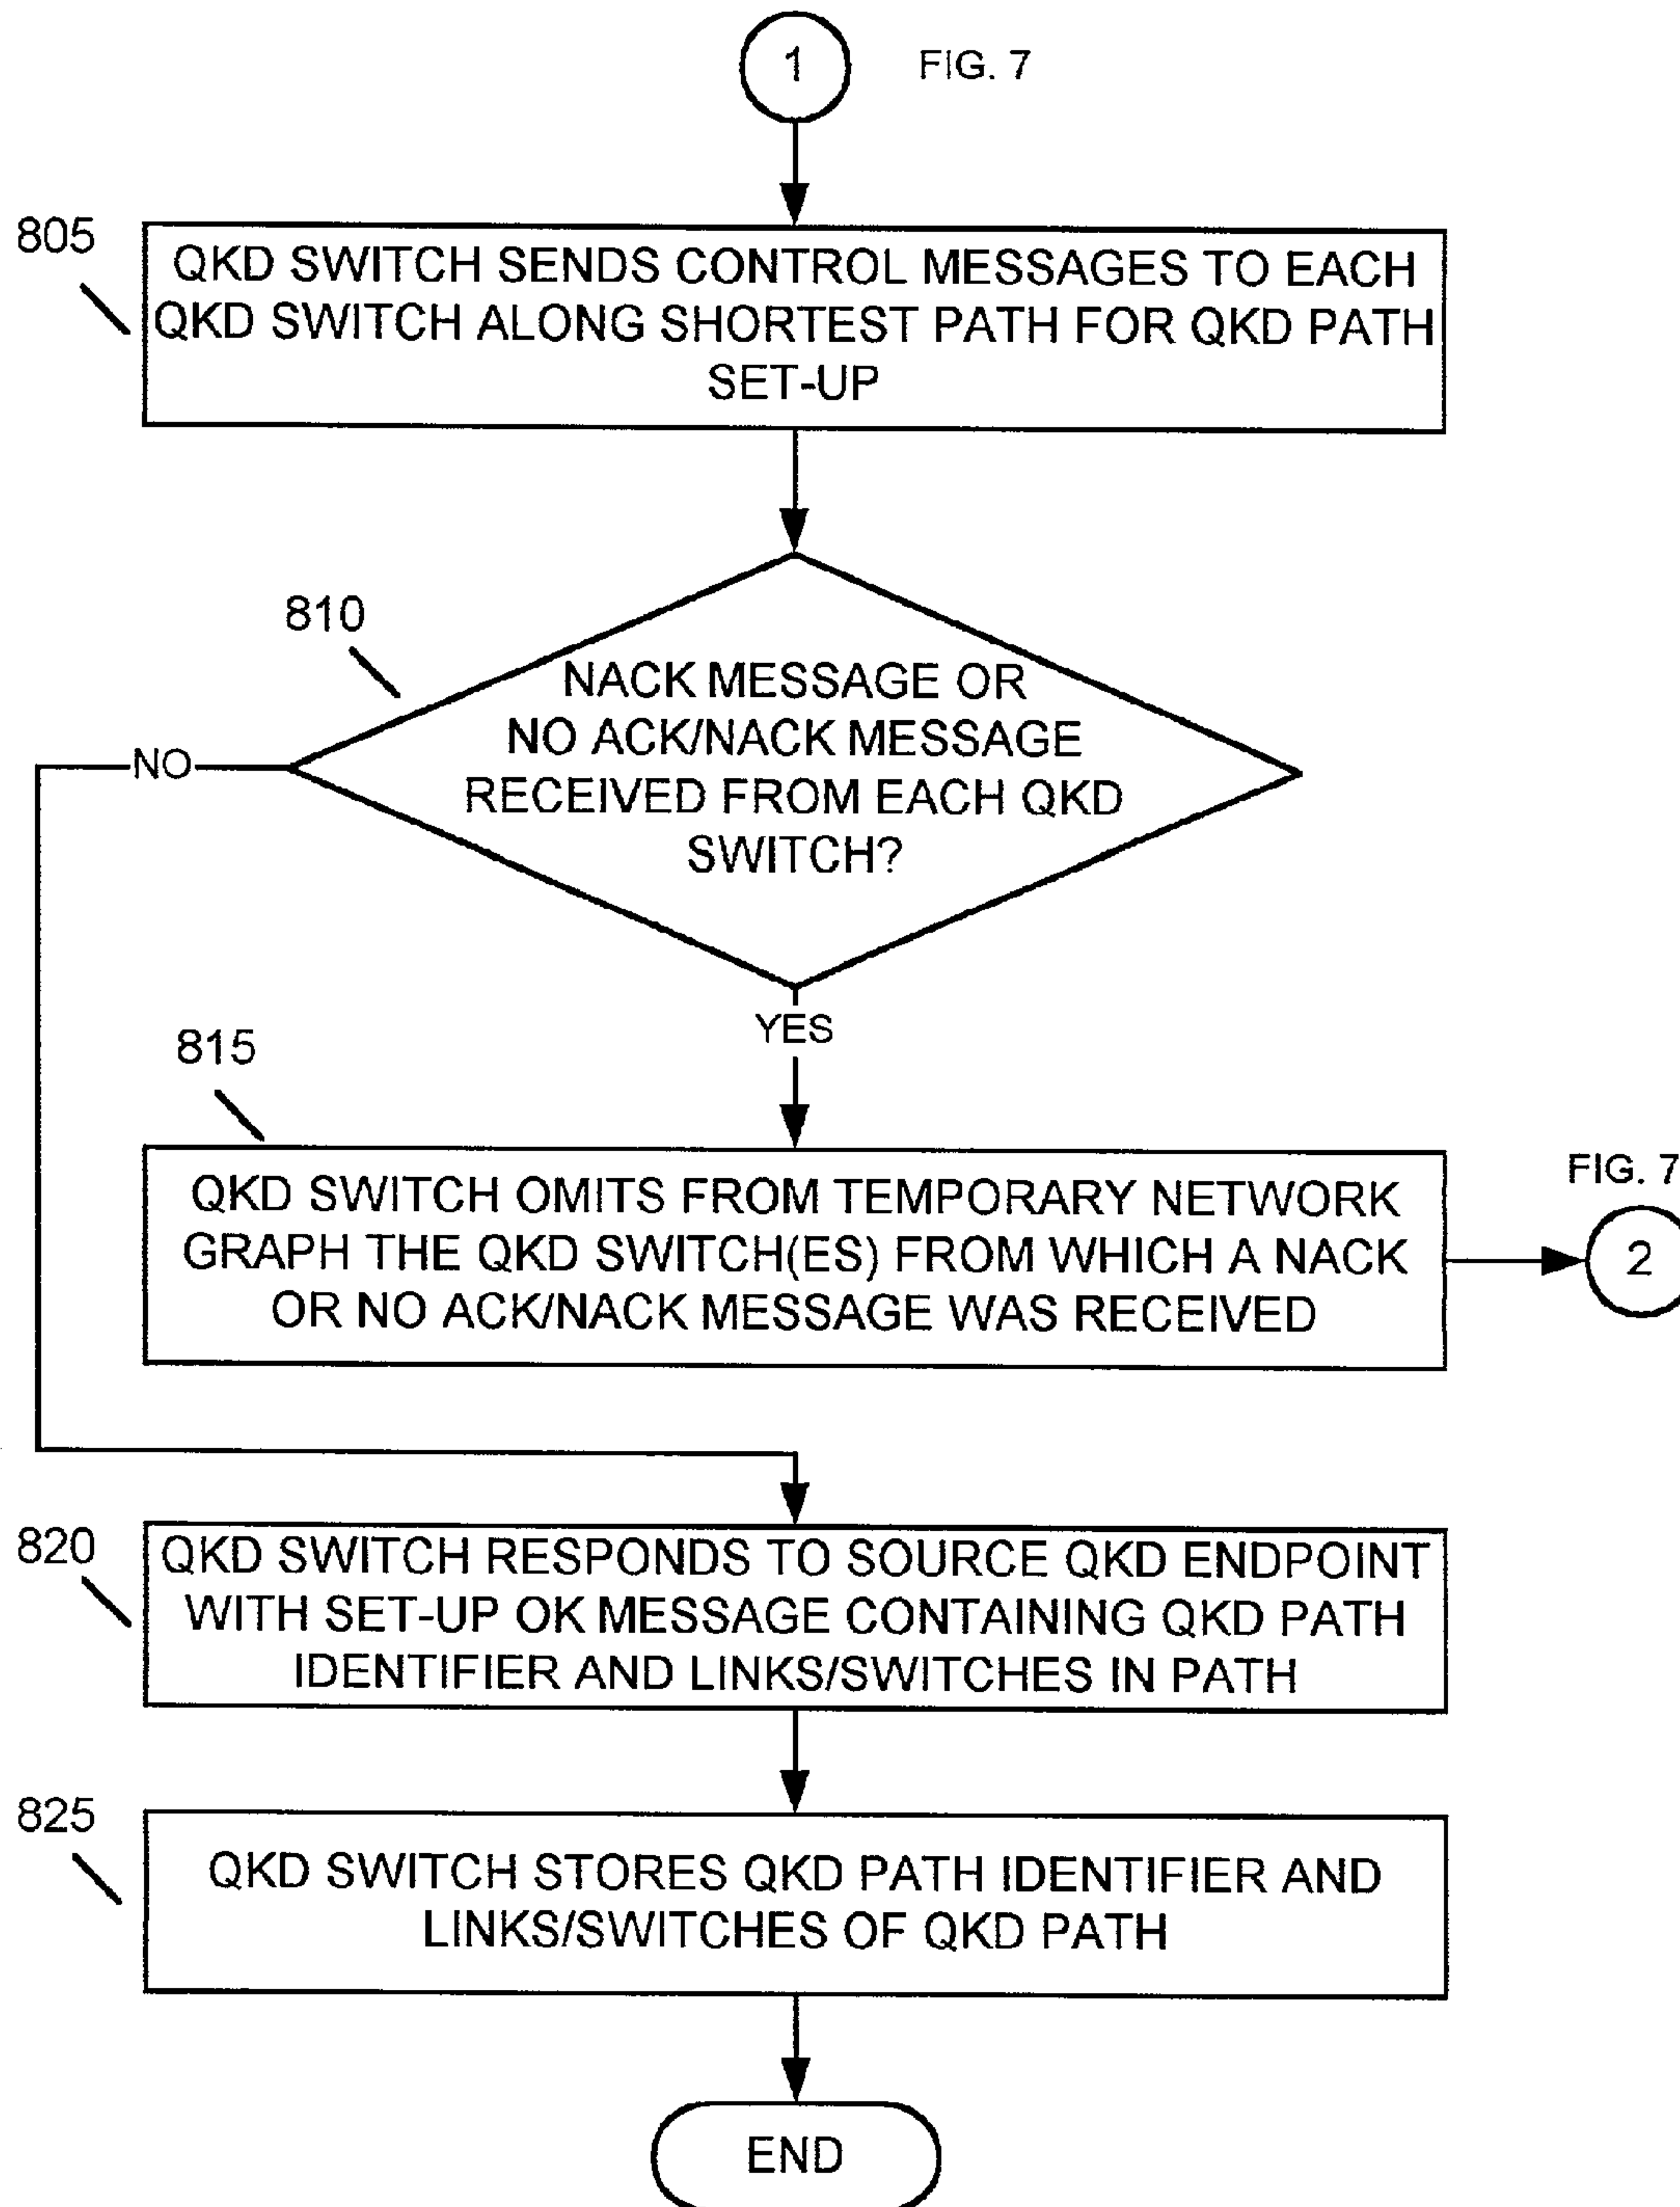 1
FIG. 7
805
QKD SWITCH SENDS CONTROL MESSAGES TO EACH
QKD SWITCH ALONG SHORTEST PATH FOR QKD PATH
SET-UP
810
NACK MESSAGE OR
NO ACK/NACK MESSAGE
RECEIVED FROM EACH QKD
SWITCH?
NO
YES
815
QKD SWITCH OMITS FROM TEMPORARY NETWORK
GRAPH THE QKD SWITCH(ES) FROM WHICH A NACK
OR NO ACK/NACK MESSAGE WAS RECEIVED
FIG. 7
2
820
QKD SWITCH RESPONDS TO SOURCE QKD ENDPOINT
WITH SET-UP OK MESSAGE CONTAINING QKD PATH
IDENTIFIER AND LINKS/SWITCHES IN PATH
825
QKD SWITCH STORES QKD PATH IDENTIFIER AND
LINKS/SWITCHES OF QKD PATH
END